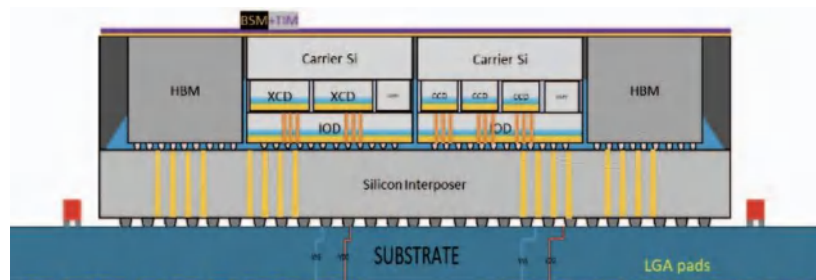 BSM+TIM
Carrier Si
Carrier Si
HBM
XCD
XCD
CCD
CCD
CCD
HBM
IOD
IOD
Silicon Interposer
SUBSTRATE
LGA pads